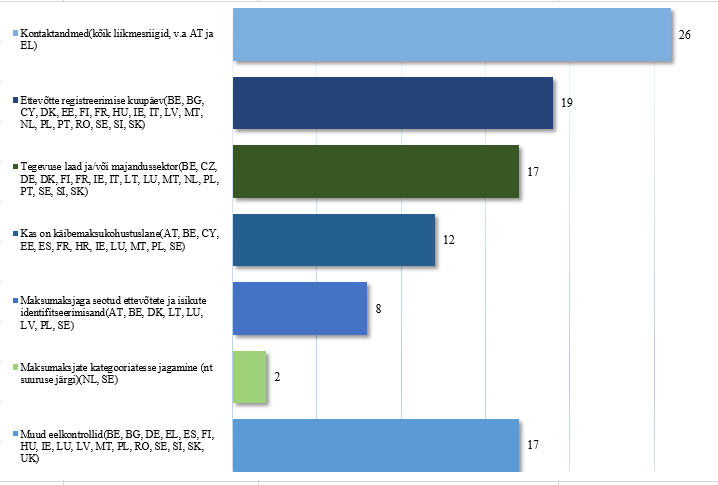 Kontaktandmed(kõik liikmesriigid, v.a AT ja
EL)
26
Ettevõtte registreerimise kuupäev(BE, BG,
CY, DK, EE, FI, FR, HU, IE, IT, LV, MT,
NL, PL, PT, RO, SE, SI, SK)
19
Tegevuse laad ja/või majandussektor(BE, CZ,
DE, DK, FI, FR, IE, IT, LT, LU, MT, NL, PL,
PT, SE, SI, SK)
17
Kas on käibemaksukohustuslane(AT, BE, CY,
EE, ES, FR, HR, IE, LU, MT, PL, SE)
12
Maksumaksjaga seotud ettevõtete ja isikute
identifitseerimisand(AT, BE, DK, LT, LU,
LV, PL, SE)
8
Maksumaksjate kategooriatesse jagamine (nt
suuruse järgi)(NL, SE)
2
Muud eelkontrollid(BE, BG, DE, EL, ES, FI,
HU, IE, LU, LV, MT, PL, RO, SE, SI, SK,
UK)
17